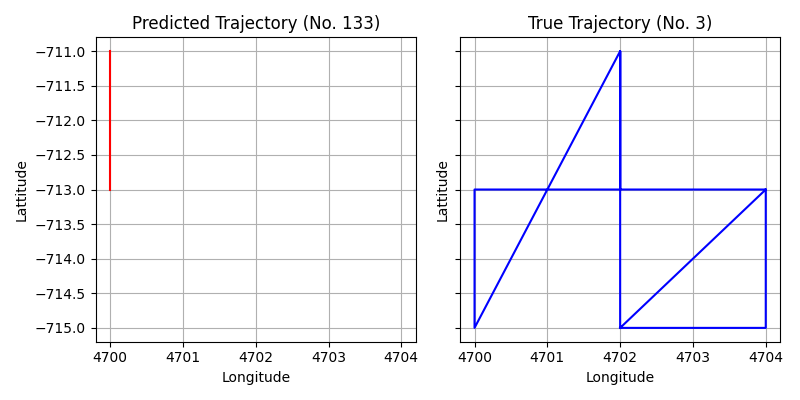 Predicted Trajectory (No. 133)
True Trajectory (No. 3)
−711.0
−711.5
−712.0
−712.5
−713.0
−713.5
−714.0
−714.5
−715.0
Lattitude
Lattitude
4700 4701 4702 4703 4704
4700 4701 4702 4703 4704
Longitude
Longitude